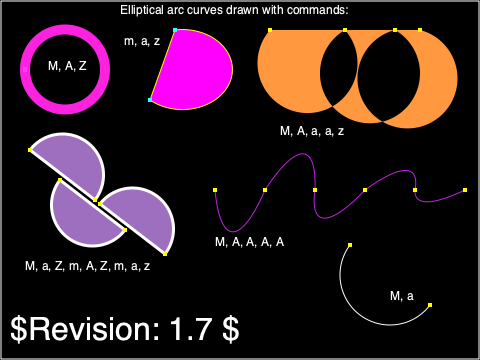 Elliptical arc curves drawn with commands:
M, A, Z
m, a, z
M, A, a, a, z
M, a, Z, m, A, Z, m, a, z
M, A, A, A, A
M, a
$Revision: 1.7 $